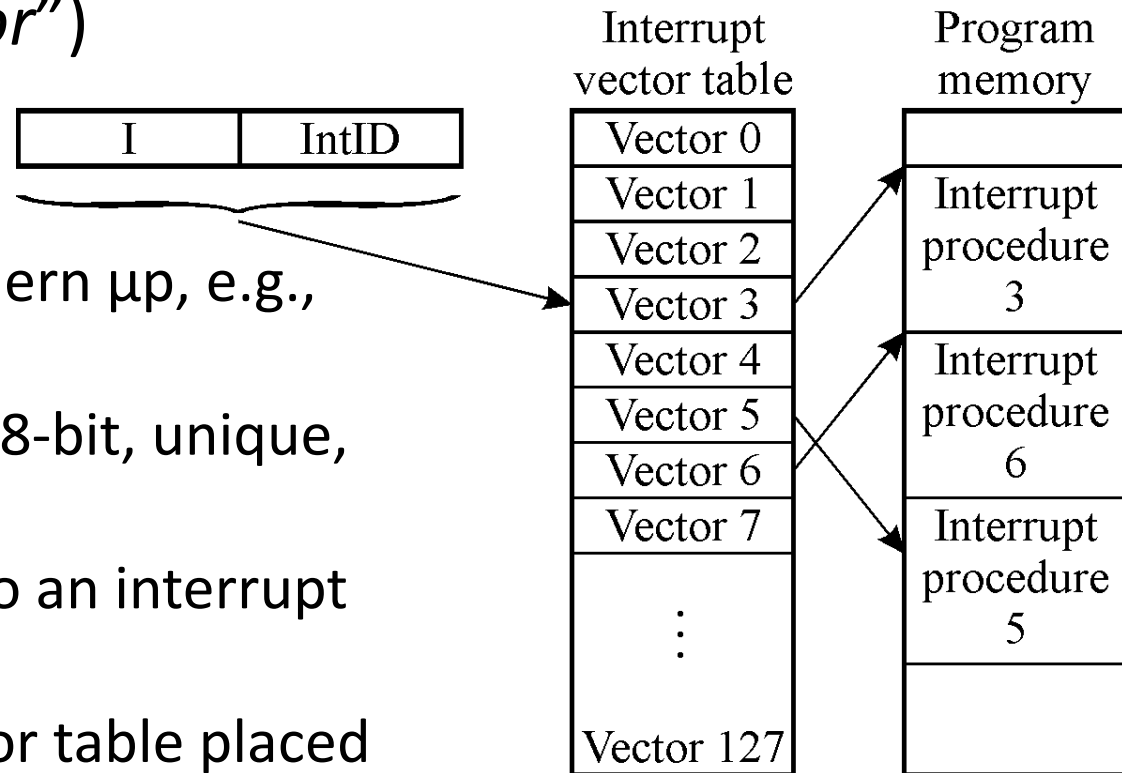 or")
I IntID
ern μp, e.g.,
8-bit, unique,
o an interrupt
or table placed
Interrupt
vector table
Vector 0
Vector 1
Vector 2
Vector 3
Vector 4
Vector 5
Vector 6
Vector 7
⋮
Vector 127
Program
memory
Interrupt
procedure
3
Interrupt
procedure
6
Interrupt
procedure
5